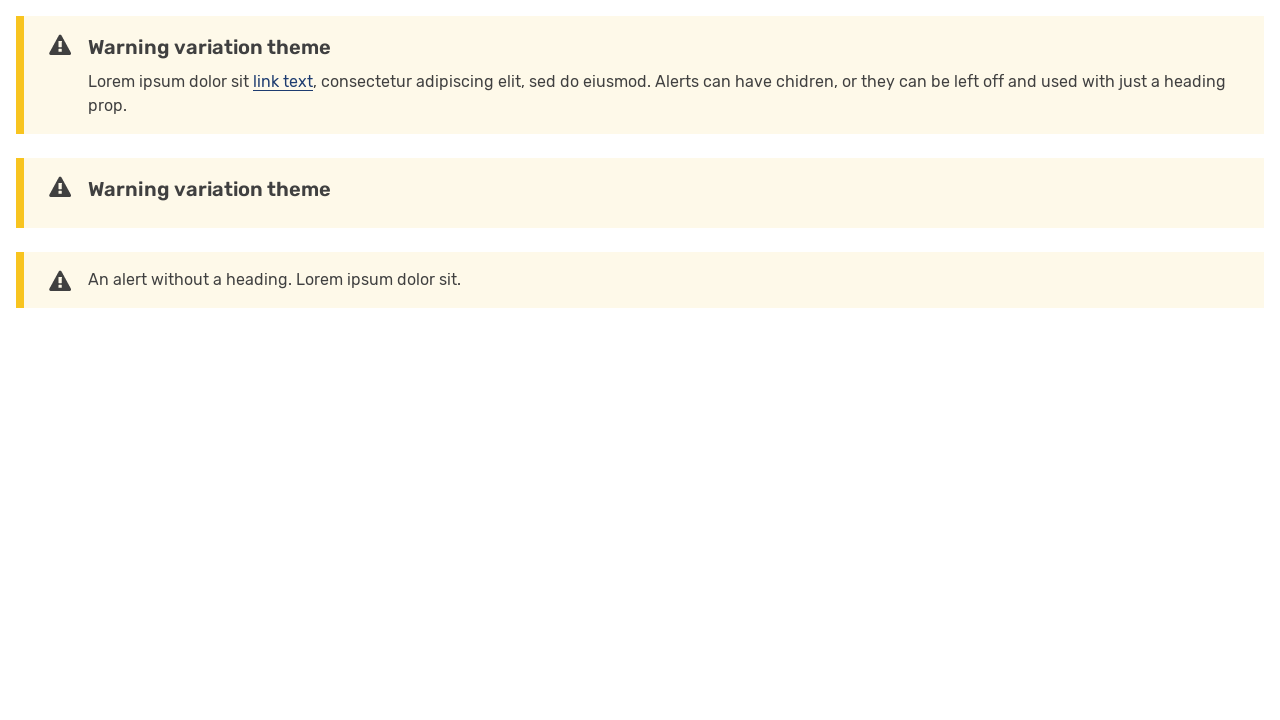 Warning variation theme
Lorem ipsum dolor sit link text, consectetur adipiscing elit, sed do eiusmod. Alerts can have chidren, or they can be left off and used with just a heading
prop.
Warning variation theme
An alert without a heading. Lorem ipsum dolor sit.